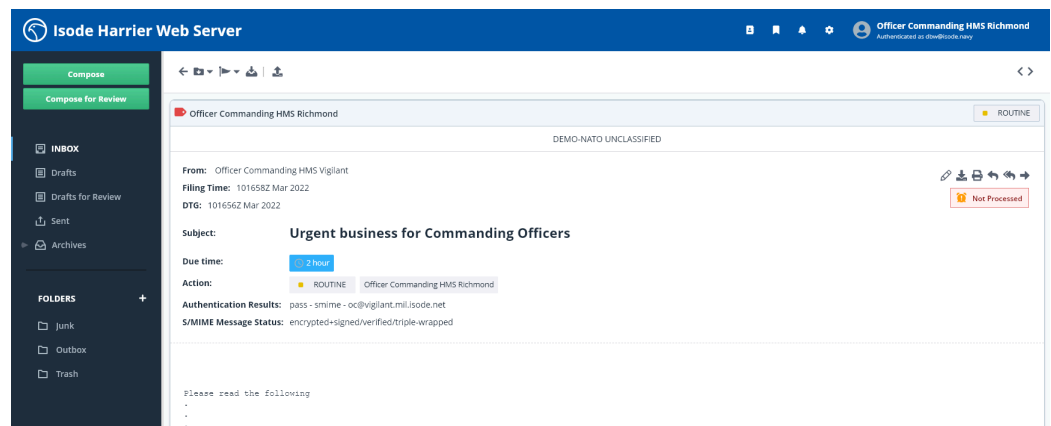 Isode Harrier Web Server
Officer Commanding HMS Richmond
Authenticated as dbw@isode.navy
Compose
Compose for Review
INBOX
Drafts
Drafts for Review
Sent
Archives
FOLDERS +
Junk
Outbox
Trash
Officer Commanding HMS Richmond
ROUTINE
DEMO-NATO UNCLASSIFIED
From: Officer Commanding HMS Vigilant
Filing Time: 101658Z Mar 2022
DTG: 101656Z Mar 2022
Not Processed
Subject: Urgent business for Commanding Officers
Due time: 2 hour
Action: ROUTINE Officer Commanding HMS Richmond
Authentication Results: pass - smime - oc@vigilant.mil.isode.net
S/MIME Message Status: encrypted+signed/verified/triple-wrapped
Please read the following
-
-